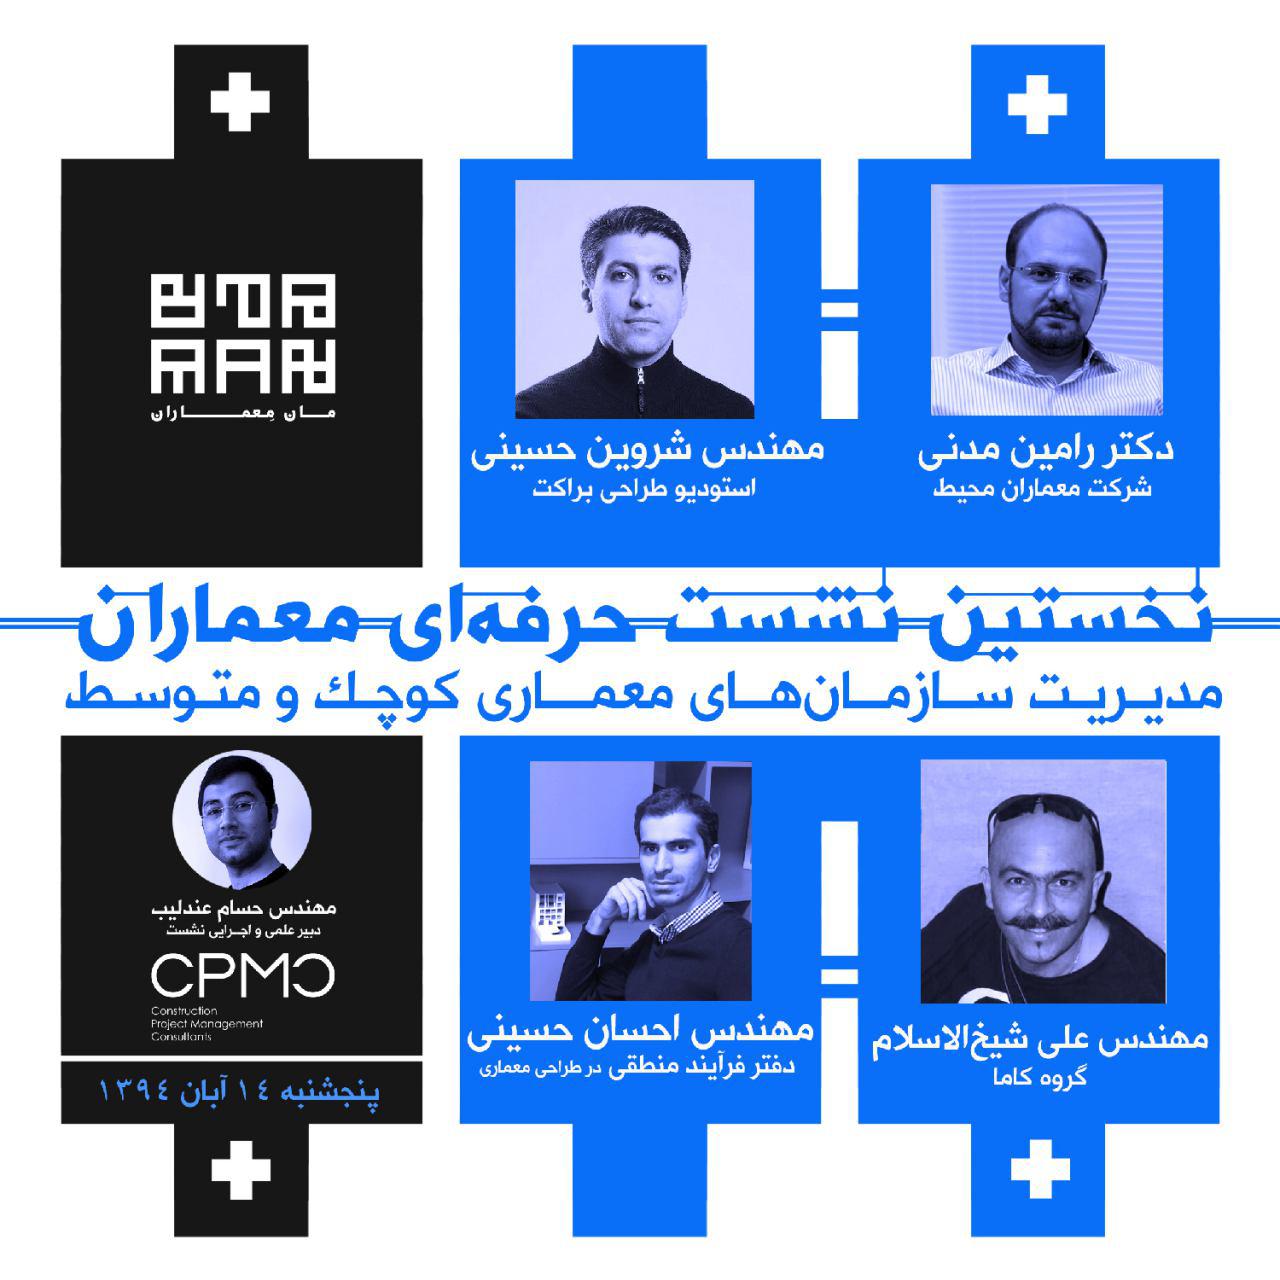 مان مِعماران
دکتر رامین مدنی
شرکت معماران محیط
مهندس شروین حسینی
استودیو طراحی براکت
نخستین نشست حرفه‌ای معماران
مدیریت سازمان‌های معماری کوچك و متوسط
مهندس علی شیخ‌الاسلام
گروه کاما
مهندس احسان حسینی
دفتر فرآیند منطقی در طراحی معماری
مهندس حسام عندلیب
دبیر علمی و اجرایی نشست
CPMC
Construction
Project Management
Consultants
پنجشنبه ١٤ آبان ١٣٩٤